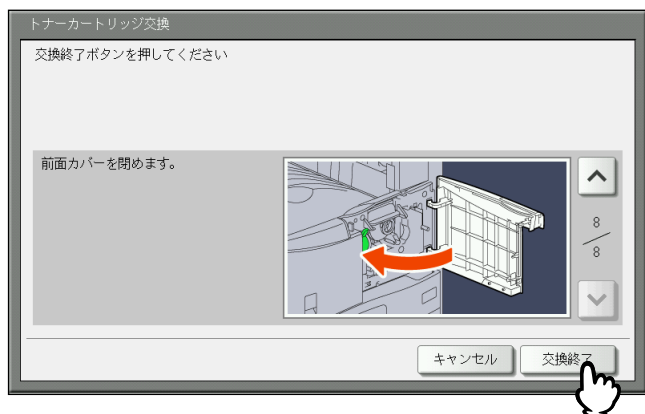 トナーカートリッジ交換
交換終了ボタンを押してください
前面カバーを閉めます。
8
8
キャンセル
交換終了